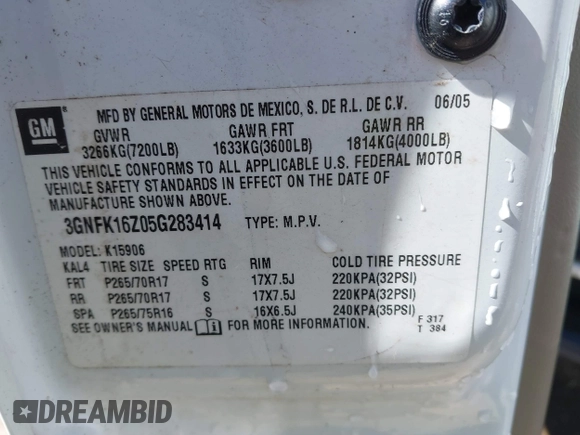 GM
MFD BY GENERAL MOTORS DE MEXICO, S. DE R.L. DE C.V. 06/05
GVWR GAWR FRT GAWR RR
3266KG(7200LB) 1633KG(3600LB) 1814KG(4000LB)
THIS VEHICLE CONFORMS TO ALL APPLICABLE U.S. FEDERAL MOTOR
VEHICLE SAFETY STANDARDS IN EFFECT ON THE DATE OF
MANUFACTURE SHOWN ABOVE.
3GNFK16Z05G283414 TYPE: M.P.V.
MODEL: K15906
KAL4 TIRE SIZE SPEED RTG RIM COLD TIRE PRESSURE
FRT P265/70R17 S 17X7.5J 220KPA(32PSI)
RR P265/70R17 S 17X7.5J 220KPA(32PSI)
SPA P265/75R16 S 16X6.5J 240KPA(35PSI)
SEE OWNER'S MANUAL FOR MORE INFORMATION. F 317
T 384
DREAMBID